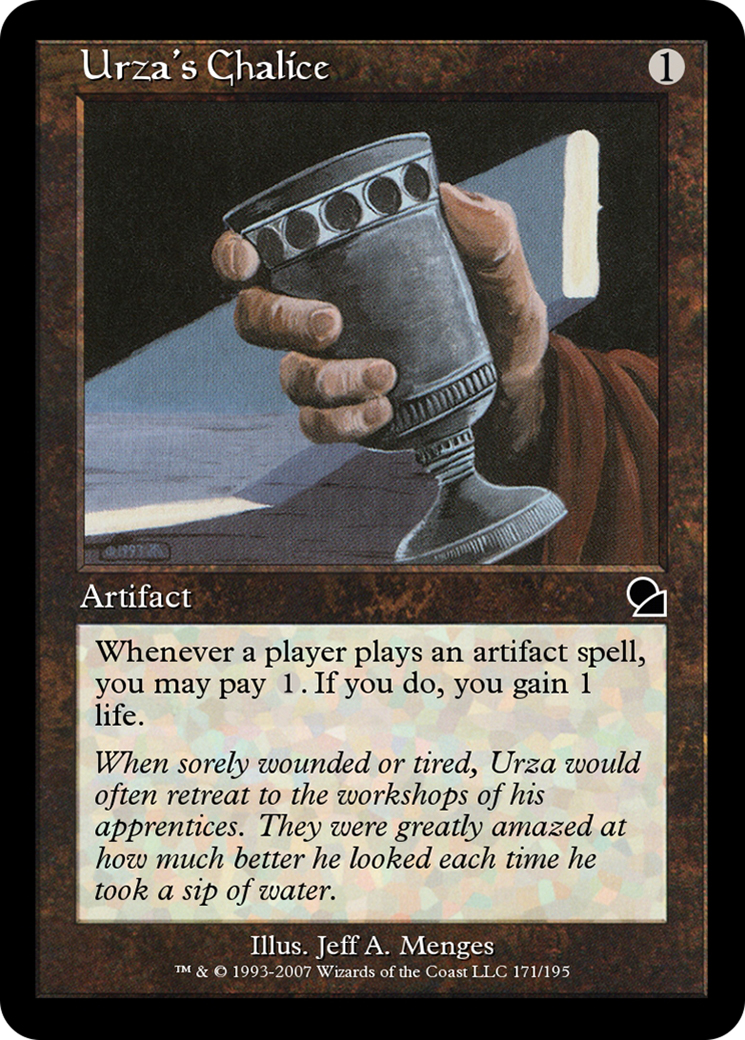 Urza's Chalice 1
©1997
Artifact
Whenever a player plays an artifact spell,
you may pay 1. If you do, you gain 1
life.
When sorely wounded or tired, Urza would
often retreat to the workshops of his
apprentices. They were greatly amazed at
how much better he looked each time he
took a sip of water.
Illus. Jeff A. Menges
™ & © 1993-2007 Wizards of the Coast LLC 171/195